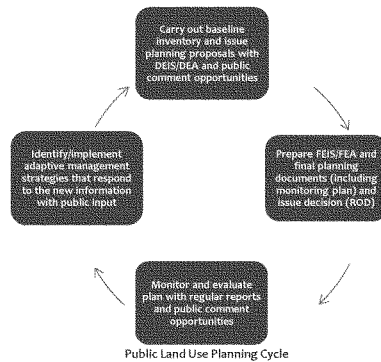 Carry out baseline
inventory and issue
planning proposals with
DEIS/DEA and public
comment opportunities
Prepare FEIS/FEA and
final planning
documents (including
monitoring plan) and
issue decision (ROD)
Monitor and evaluate
plan with regular reports
and public comment
opportunities
Identify/implement
adaptive management
strategies that respond
to the new information
with public input
Public Land Use Planning Cycle